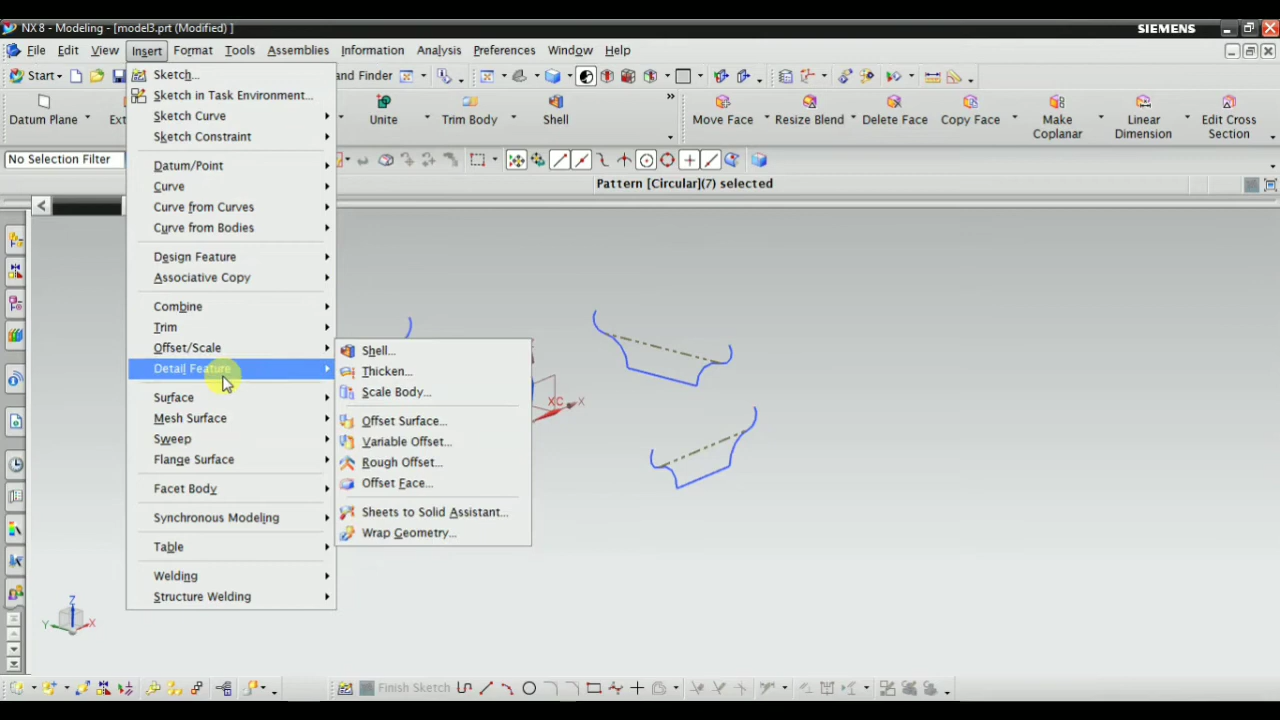 NX 8 - Modeling - [model3.prt (Modified) ]
SIEMENS
File Edit View Insert Format Tools Assemblies Information Analysis Preferences Window Help
Start
Sketch...
and Finder
Sketch in Task Environment...
Sketch Curve
Sketch Constraint
Datum Plane
Ext
Unite
Trim Body
Shell
Move Face
Resize Blend
Delete Face
Copy Face
Make Coplanar
Linear Dimension
Edit Cross Section
No Selection Filter
Pattern [Circular](7) selected
Datum/Point
Curve
Curve from Curves
Curve from Bodies
Design Feature
Associative Copy
Combine
Trim
Offset/Scale
Detail Feature
Surface
Mesh Surface
Sweep
Flange Surface
Facet Body
Synchronous Modeling
Table
Welding
Structure Welding
Shell...
Thicken...
Scale Body...
Offset Surface...
Variable Offset...
Rough Offset...
Offset Face...
Sheets to Solid Assistant...
Wrap Geometry...
XC X
Z
Y X
Finish Sketch